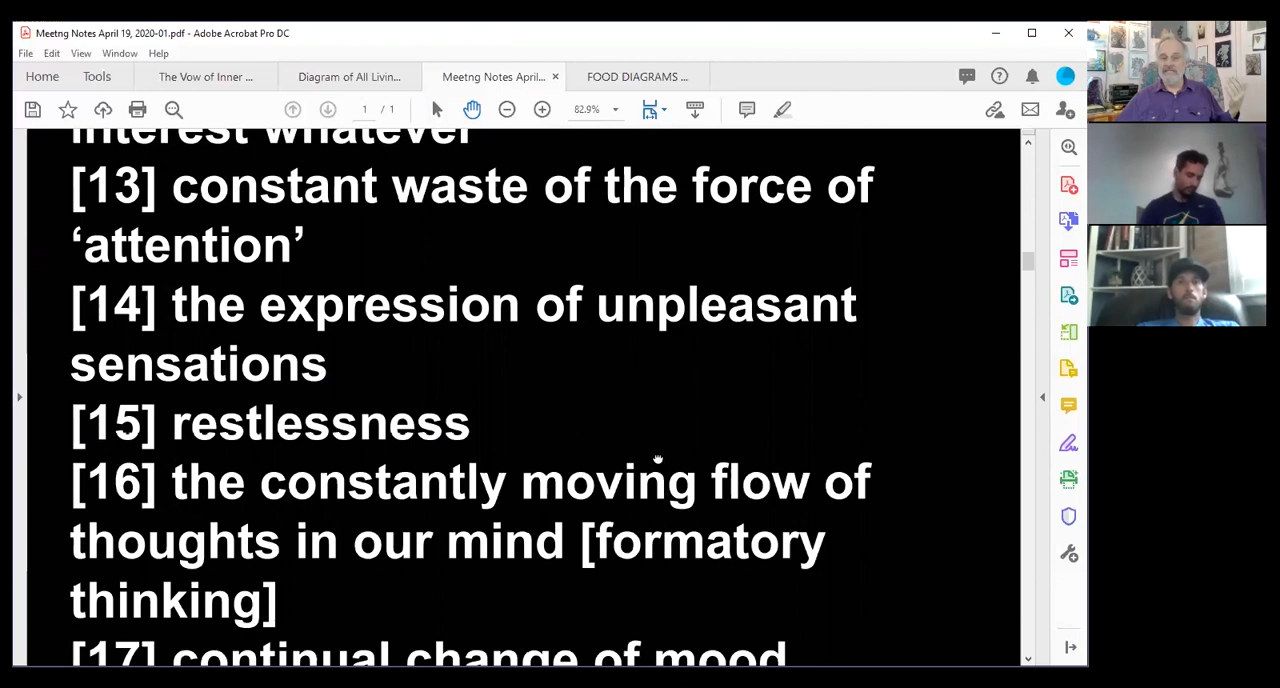 Meetng Notes April 19, 2020-01.pdf - Adobe Acrobat Pro DC
File Edit View Window Help
Home Tools The Vow of Inner ... Diagram of All Livin... Meetng Notes April... × FOOD DIAGRAMS ...
1 / 1 82.9%
interest whatever
[13] constant waste of the force of
‘attention’
[14] the expression of unpleasant
sensations
[15] restlessness
[16] the constantly moving flow of
thoughts in our mind [formatory
thinking]
[17] continual change of mood